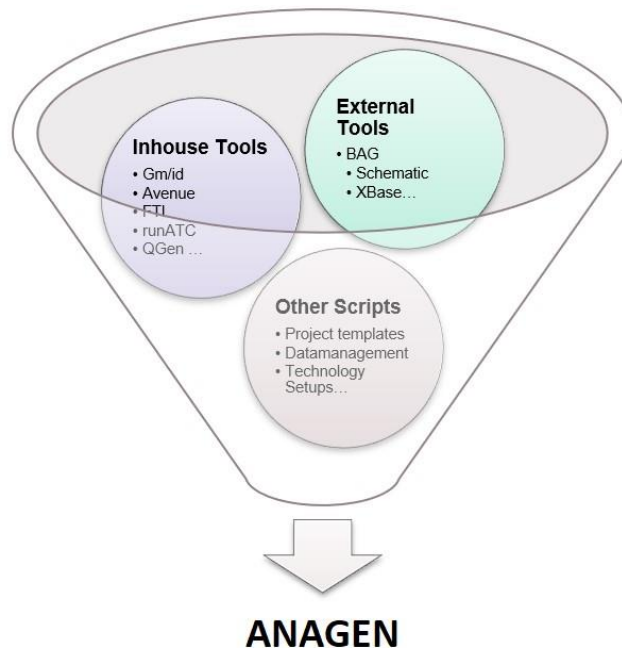 External
Tools
• BAG
• Schematic
• XBase…
Inhouse Tools
• Gm/id
• Avenue
• FTL
• runATC
• QGen …
Other Scripts
• Project templates
• Datamanagement
• Technology
Setups…
ANAGEN